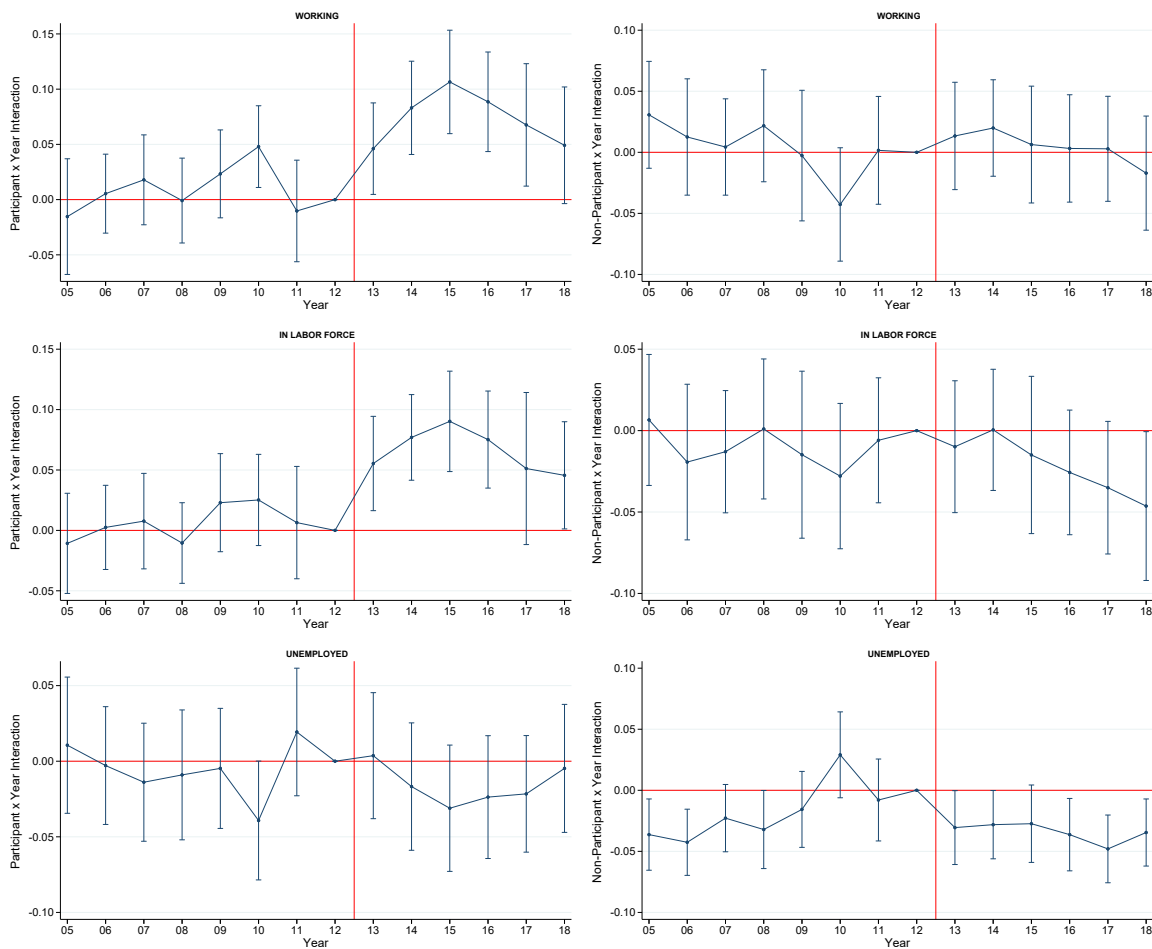 WORKING
Participant x Year Interaction
0.15
0.10
0.05
0.00
-0.05
05 06 07 08 09 10 11 12 13 14 15 16 17 18
Year
WORKING
Non-Participant x Year Interaction
0.10
0.05
0.00
-0.05
-0.10
05 06 07 08 09 10 11 12 13 14 15 16 17 18
Year
IN LABOR FORCE
Participant x Year Interaction
0.15
0.10
0.05
0.00
-0.05
05 06 07 08 09 10 11 12 13 14 15 16 17 18
Year
IN LABOR FORCE
Non-Participant x Year Interaction
0.05
0.00
-0.05
-0.10
05 06 07 08 09 10 11 12 13 14 15 16 17 18
Year
UNEMPLOYED
Participant x Year Interaction
0.05
0.00
-0.05
-0.10
05 06 07 08 09 10 11 12 13 14 15 16 17 18
Year
UNEMPLOYED
Non-Participant x Year Interaction
0.10
0.05
0.00
-0.05
-0.10
05 06 07 08 09 10 11 12 13 14 15 16 17 18
Year